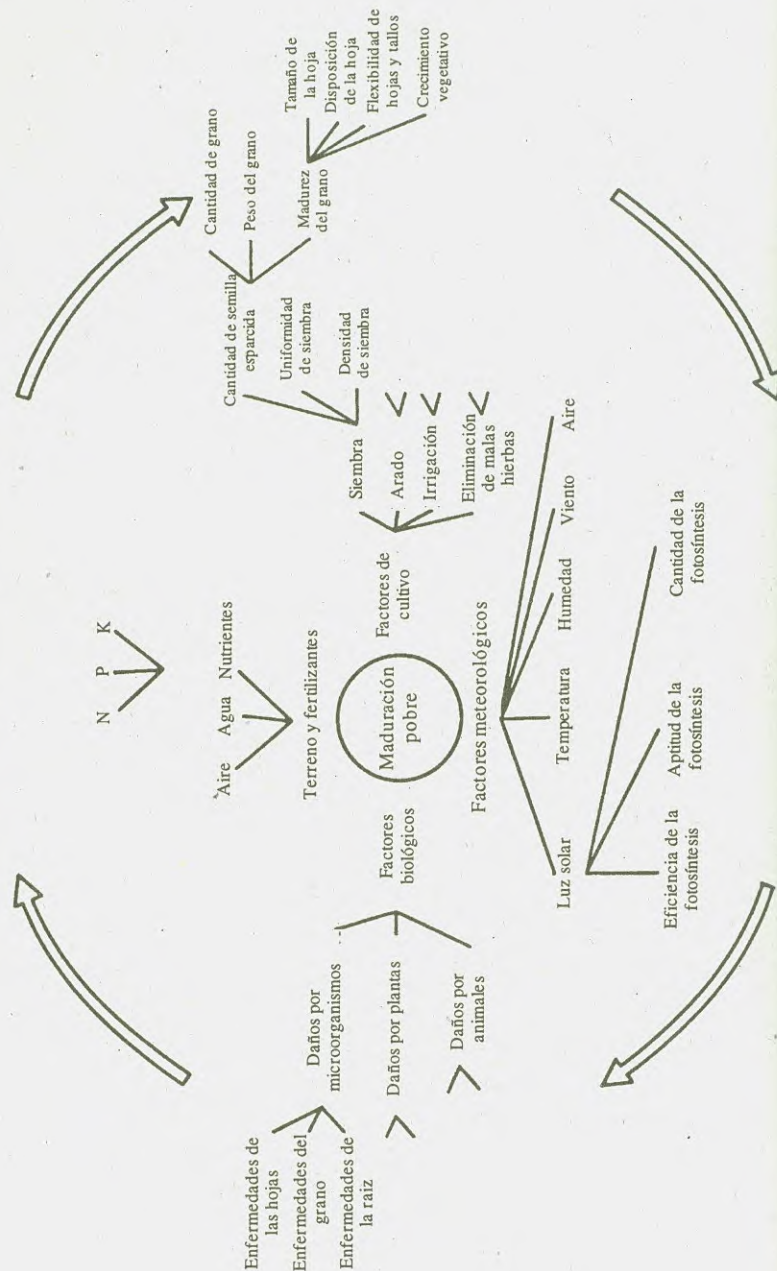 N P K
Aire Agua Nutrientes
Terreno y fertilizantes
Maduración
pobre
Factores de
cultivo
Siembra
Arado
Irrigación
Eliminación
de malas
hierbas
Cantidad de semilla
esparcida
Uniformidad
de siembra
Densidad
de siembra
Cantidad de grano
Peso del grano
Madurez
del grano
Tamaño de
la hoja
Disposición
de la hoja
Flexibilidad de
hojas y tallos
Crecimiento
vegetativo
Factores meteorológicos
Luz solar
Temperatura
Humedad
Viento
Aire
Eficiencia de la
fotosíntesis
Aptitud de la
fotosíntesis
Cantidad de la
fotosíntesis
Factores
biológicos
Daños por
microorganismos
Daños por plantas
Daños por
animales
Enfermedades de
las hojas
Enfermedades del
grano
Enfermedades de
la raiz